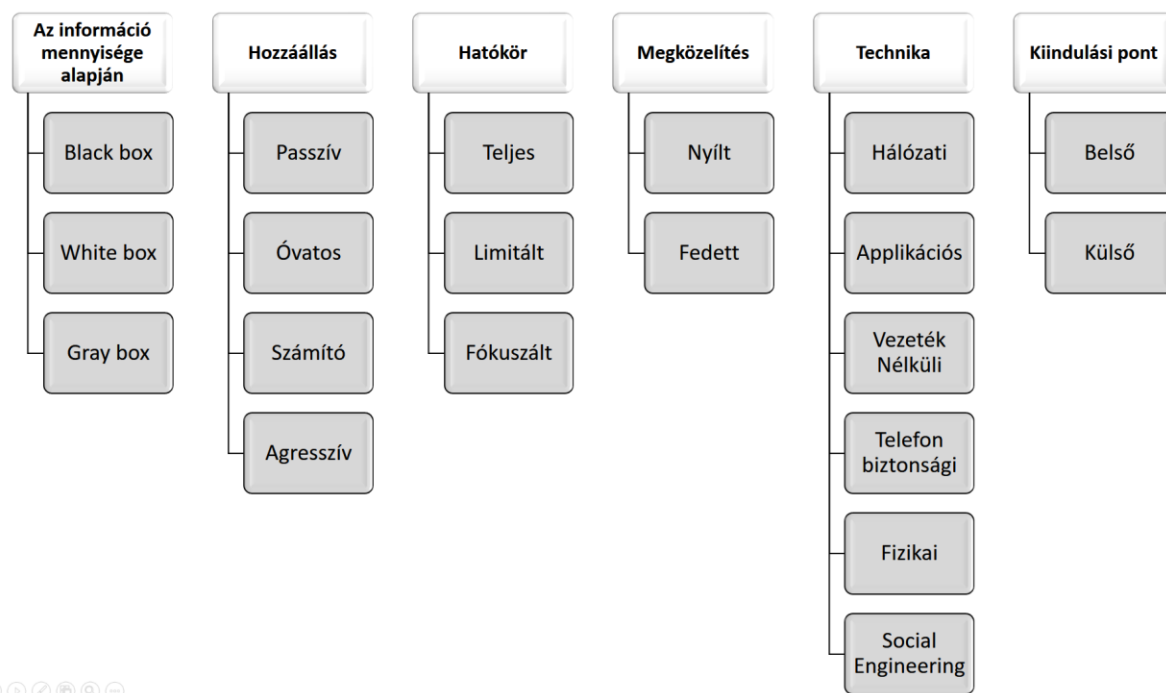 Az információ
mennyisége
alapján
Black box
White box
Gray box
Hozzáállás
Passzív
Óvatos
Számító
Agresszív
Hatókör
Teljes
Limitált
Fókuszált
Megközelítés
Nyílt
Fedett
Technika
Hálózati
Applikációs
Vezeték
Nélküli
Telefon
biztonsági
Fizikai
Social
Engineering
Kiindulási pont
Belső
Külső